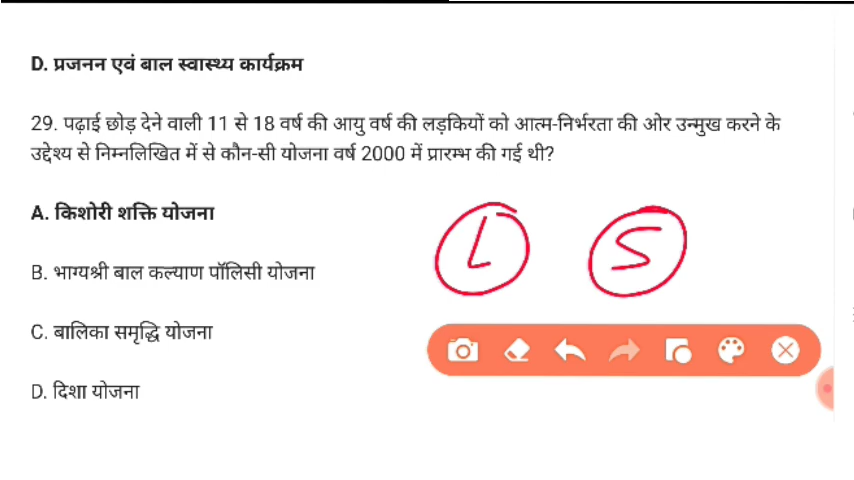 D. प्रजनन एवं बाल स्वास्थ्य कार्यक्रम
29. पढ़ाई छोड़ देने वाली 11 से 18 वर्ष की आयु वर्ष की लड़कियों को आत्म-निर्भरता की ओर उन्मुख करने के
उद्देश्य से निम्नलिखित में से कौन-सी योजना वर्ष 2000 में प्रारम्भ की गई थी?
A. किशोरी शक्ति योजना
L S
B. भाग्यश्री बाल कल्याण पॉलिसी योजना
C. बालिका समृद्धि योजना
D. दिशा योजना